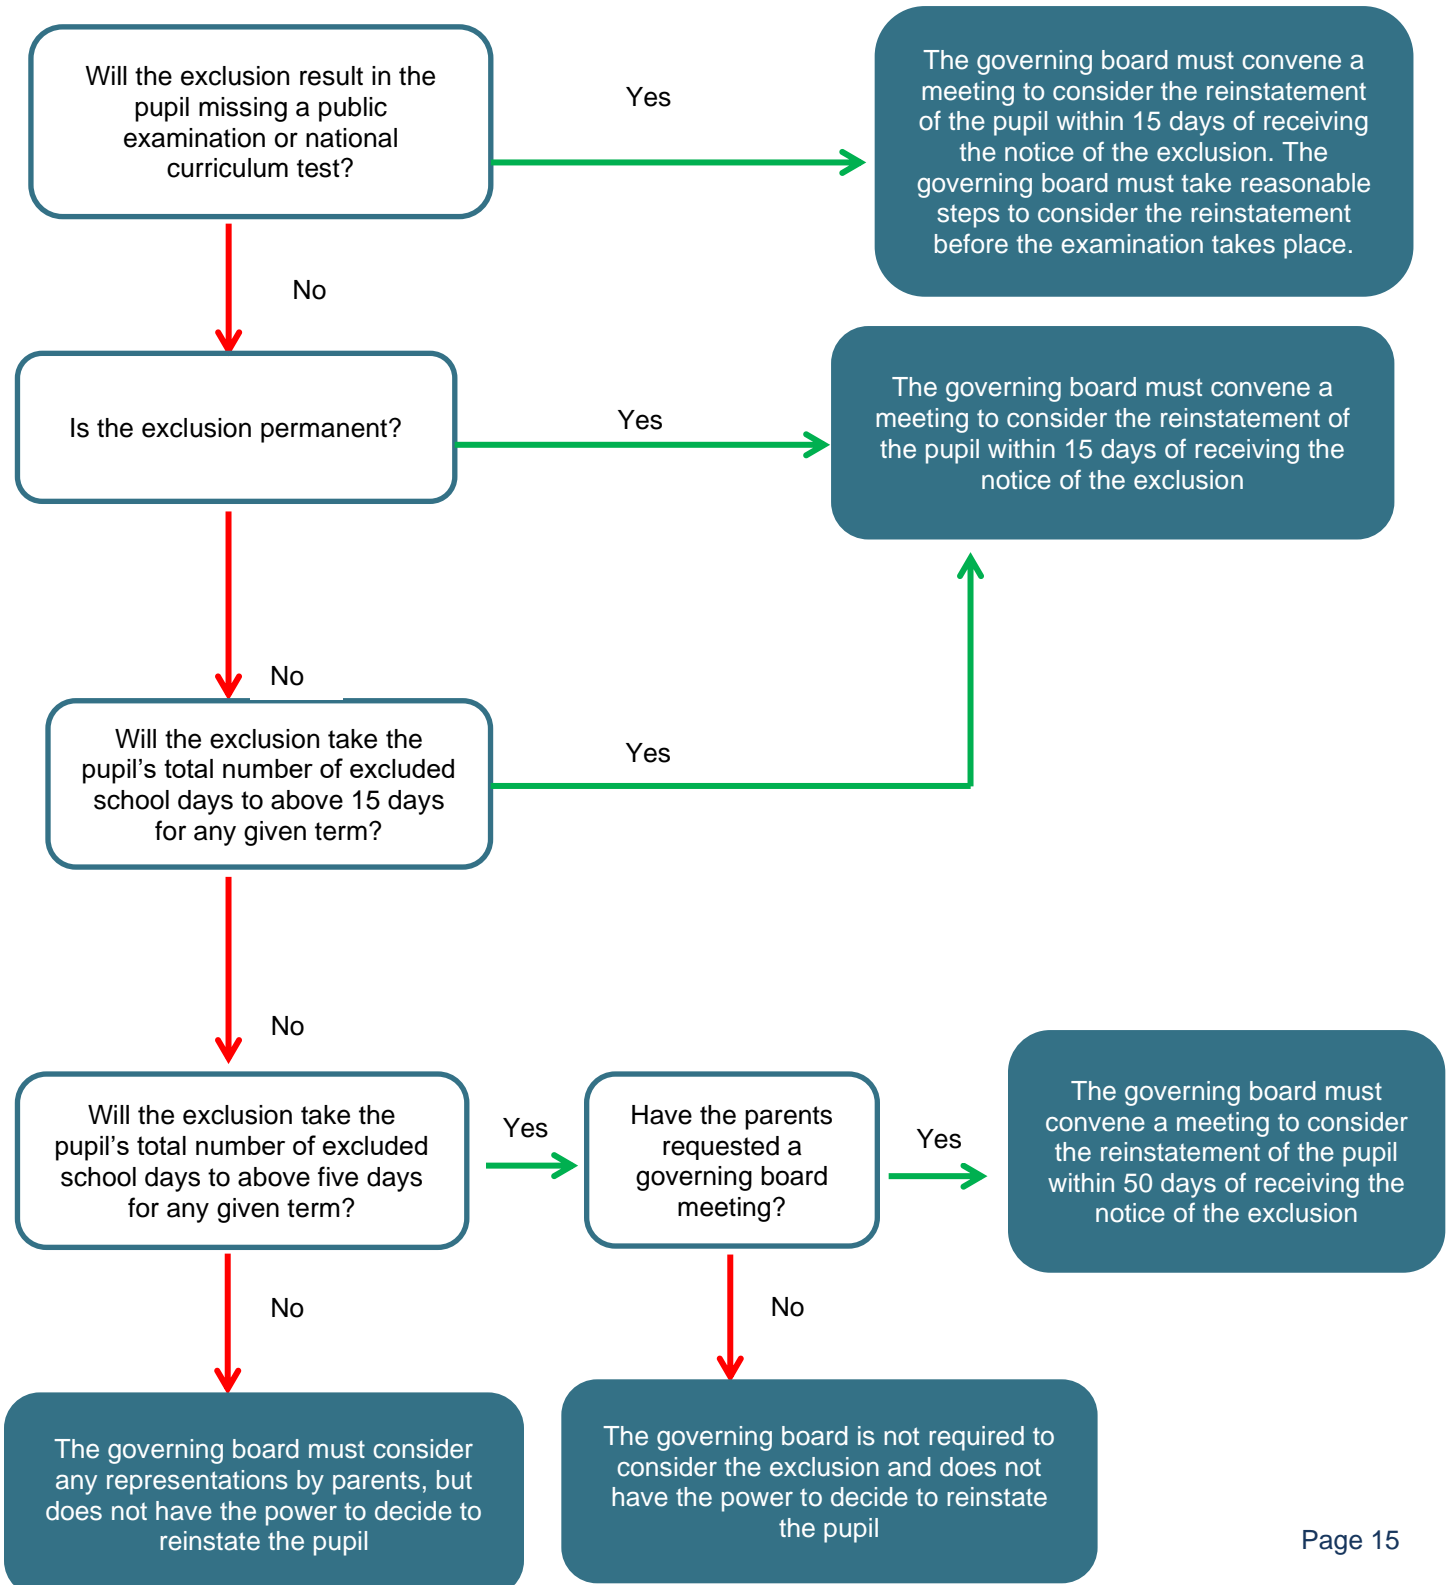 Will the exclusion result in the
pupil missing a public
examination or national
curriculum test?
Yes
The governing board must convene a
meeting to consider the reinstatement
of the pupil within 15 days of receiving
the notice of the exclusion. The
governing board must take reasonable
steps to consider the reinstatement
before the examination takes place.
No
Is the exclusion permanent?
Yes
The governing board must convene a
meeting to consider the reinstatement of
the pupil within 15 days of receiving the
notice of the exclusion
No
Will the exclusion take the
pupil’s total number of excluded
school days to above 15 days
for any given term?
Yes
No
Will the exclusion take the
pupil’s total number of excluded
school days to above five days
for any given term?
Yes
Have the parents
requested a
governing board
meeting?
Yes
The governing board must
convene a meeting to consider
the reinstatement of the pupil
within 50 days of receiving the
notice of the exclusion
No
No
The governing board must consider
any representations by parents, but
does not have the power to decide to
reinstate the pupil
The governing board is not required to
consider the exclusion and does not
have the power to decide to reinstate
the pupil
Page 15